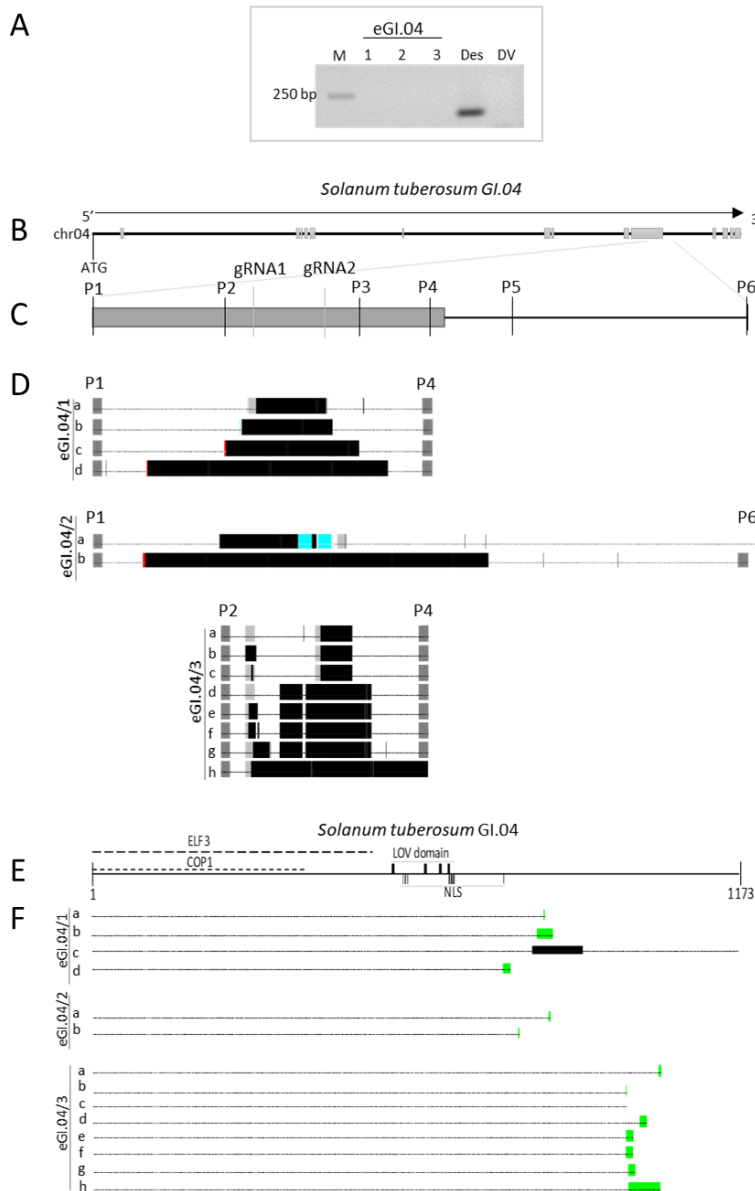 A
eGI.04
M 1 2 3 Des DV
250 bp
Solanum tuberosum GI.04
5’ 3
B chr04
ATG
gRNA1 gRNA2
P1 P2 P3 P4 P5 P6
C
D
P1 P4
eGI.04/1
a
b
c
d
P1 P6
eGI.04/2
a
b
P2 P4
eGI.04/3
a
b
c
d
e
f
g
h
Solanum tuberosum GI.04
ELF3
LOV domain
COP1
E
1 NLS 1173
F
eGI.04/1
a
b
c
d
eGI.04/2
a
b
eGI.04/3
a
b
c
d
e
f
g
h